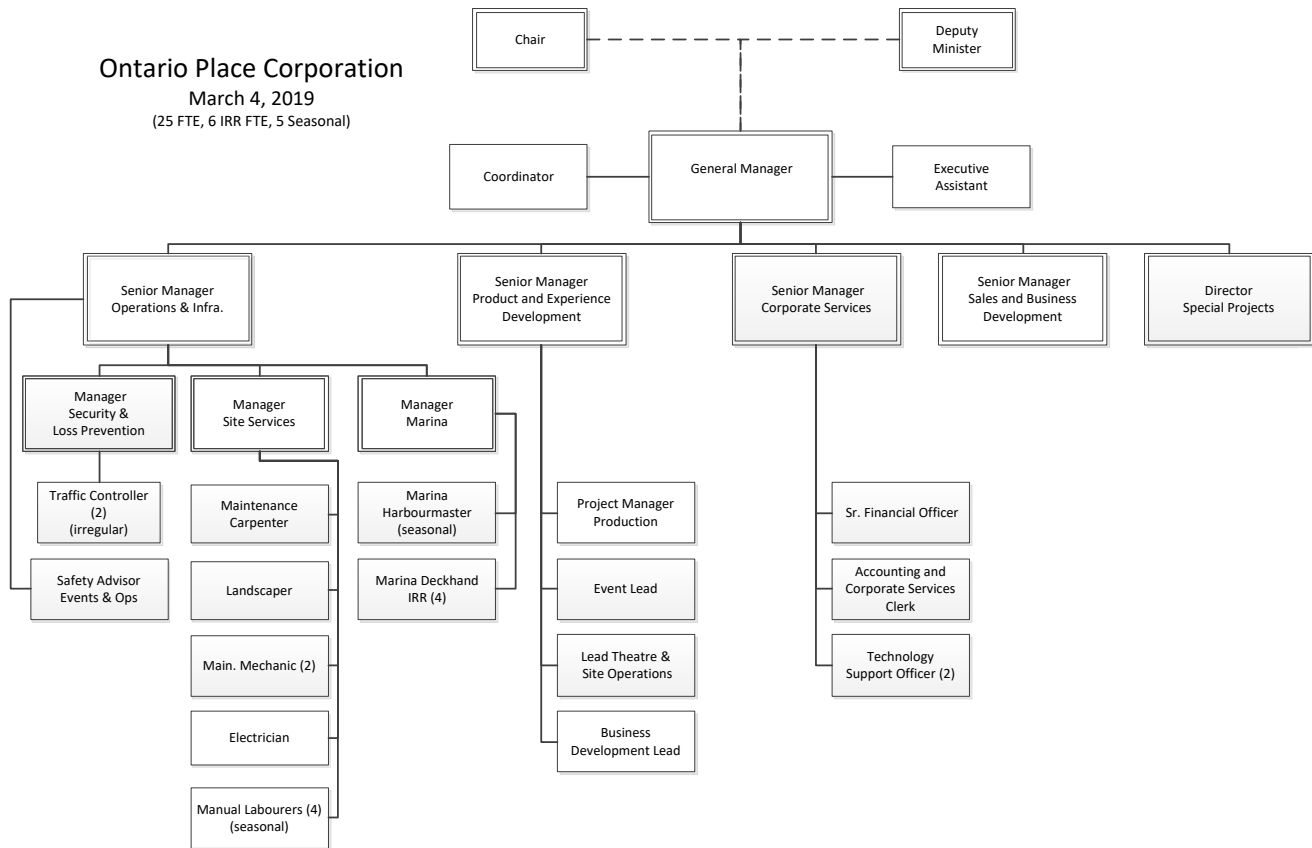 Chair
Deputy
Minister
Ontario Place Corporation
March 4, 2019
(25 FTE, 6 IRR FTE, 5 Seasonal)
Coordinator
General Manager
Executive
Assistant
Senior Manager
Operations & Infra.
Senior Manager
Product and Experience
Development
Senior Manager
Corporate Services
Senior Manager
Sales and Business
Development
Director
Special Projects
Manager
Security &
Loss Prevention
Manager
Site Services
Manager
Marina
Traffic Controller
(2)
(irregular)
Safety Advisor
Events & Ops
Maintenance
Carpenter
Landscaper
Main. Mechanic (2)
Electrician
Manual Labourers (4)
(seasonal)
Marina
Harbourmaster
(seasonal)
Marina Deckhand
IRR (4)
Project Manager
Production
Event Lead
Lead Theatre &
Site Operations
Business
Development Lead
Sr. Financial Officer
Accounting and
Corporate Services
Clerk
Technology
Support Officer (2)